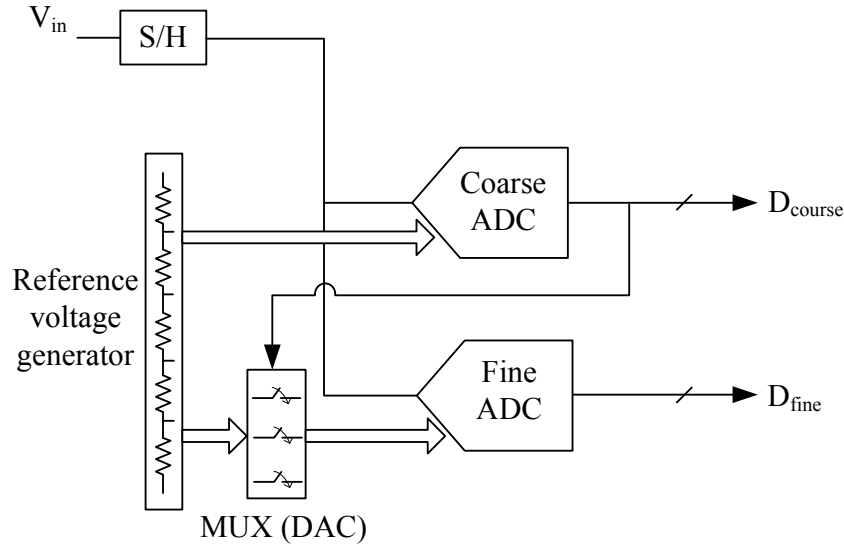 V_in
S/H
Coarse
ADC
D_course
Reference
voltage
generator
Fine
ADC
D_fine
MUX (DAC)